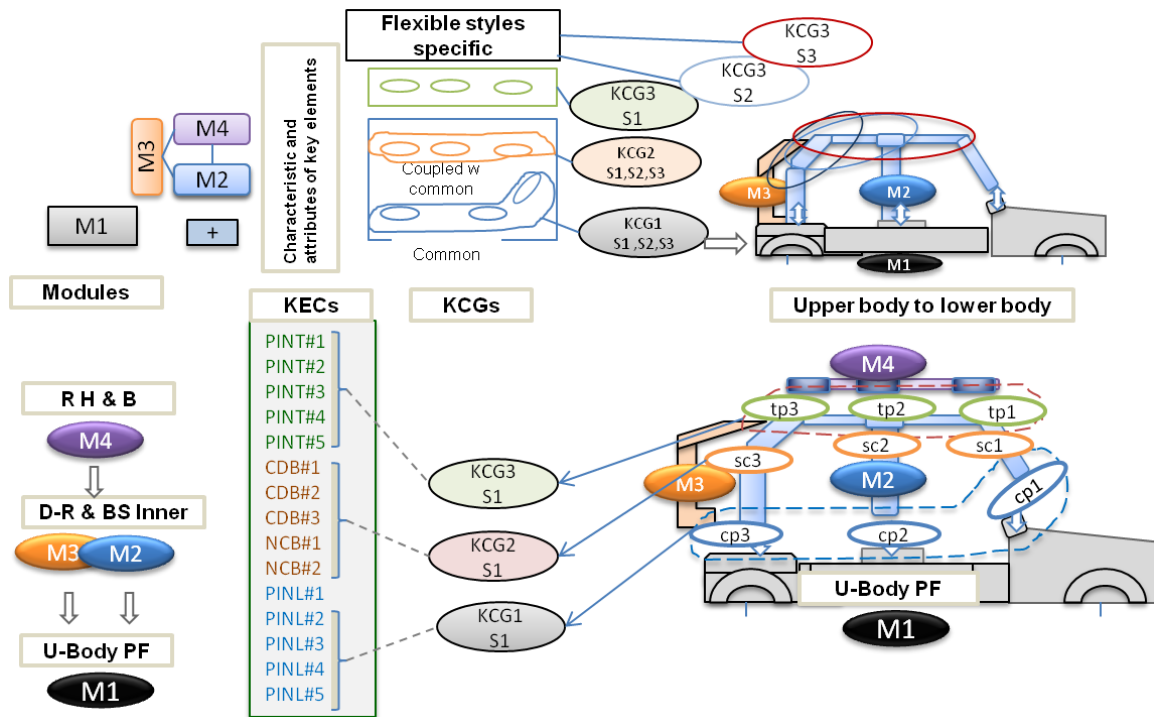 Flexible styles
specific
KCG3
S3
KCG3
S2
KCG3
S1
KCG2
S1,S2,S3
KCG1
S1 ,S2,S3
Characteristic and
attributes of key elements
Coupled w
common
Common
M4
M3
M2
M1
+
M3
M2
M1
Modules
KECs
KCGs
Upper body to lower body
PINT#1
PINT#2
PINT#3
PINT#4
PINT#5
CDB#1
CDB#2
CDB#3
NCB#1
NCB#2
PINL#1
PINL#2
PINL#3
PINL#4
PINL#5
R H & B
M4
D-R & BS Inner
M3
M2
U-Body PF
M1
KCG3
S1
KCG2
S1
KCG1
S1
M4
tp3
tp2
tp1
sc3
sc2
sc1
M3
M2
cp1
cp3
cp2
U-Body PF
M1